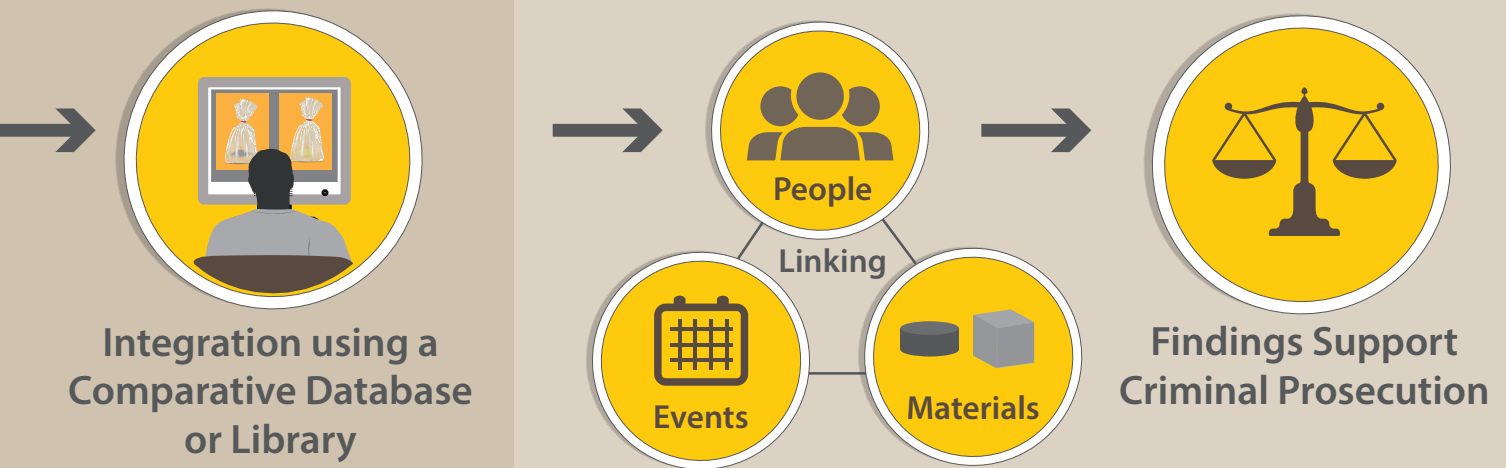 Integration using a
Comparative Database
or Library
People
Linking
Events
Materials
Findings Support
Criminal Prosecution